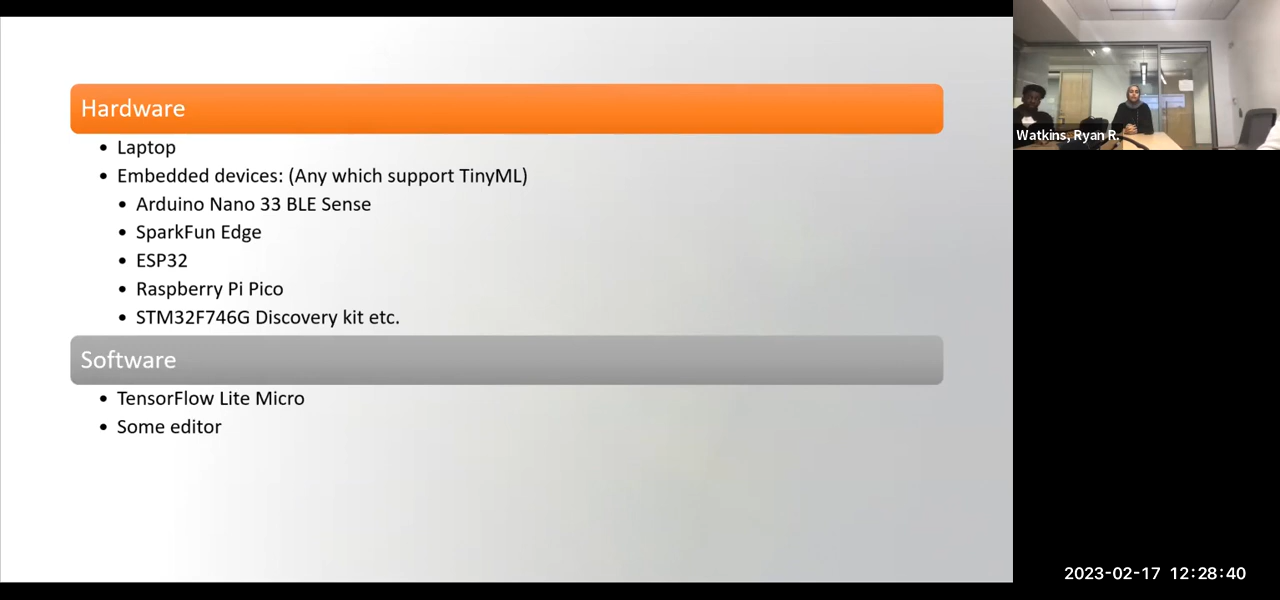 Hardware
• Laptop
• Embedded devices: (Any which support TinyML)
• Arduino Nano 33 BLE Sense
• SparkFun Edge
• ESP32
• Raspberry Pi Pico
• STM32F746G Discovery kit etc.
Software
• TensorFlow Lite Micro
• Some editor
Watkins, Ryan R.
2023-02-17 12:28:40